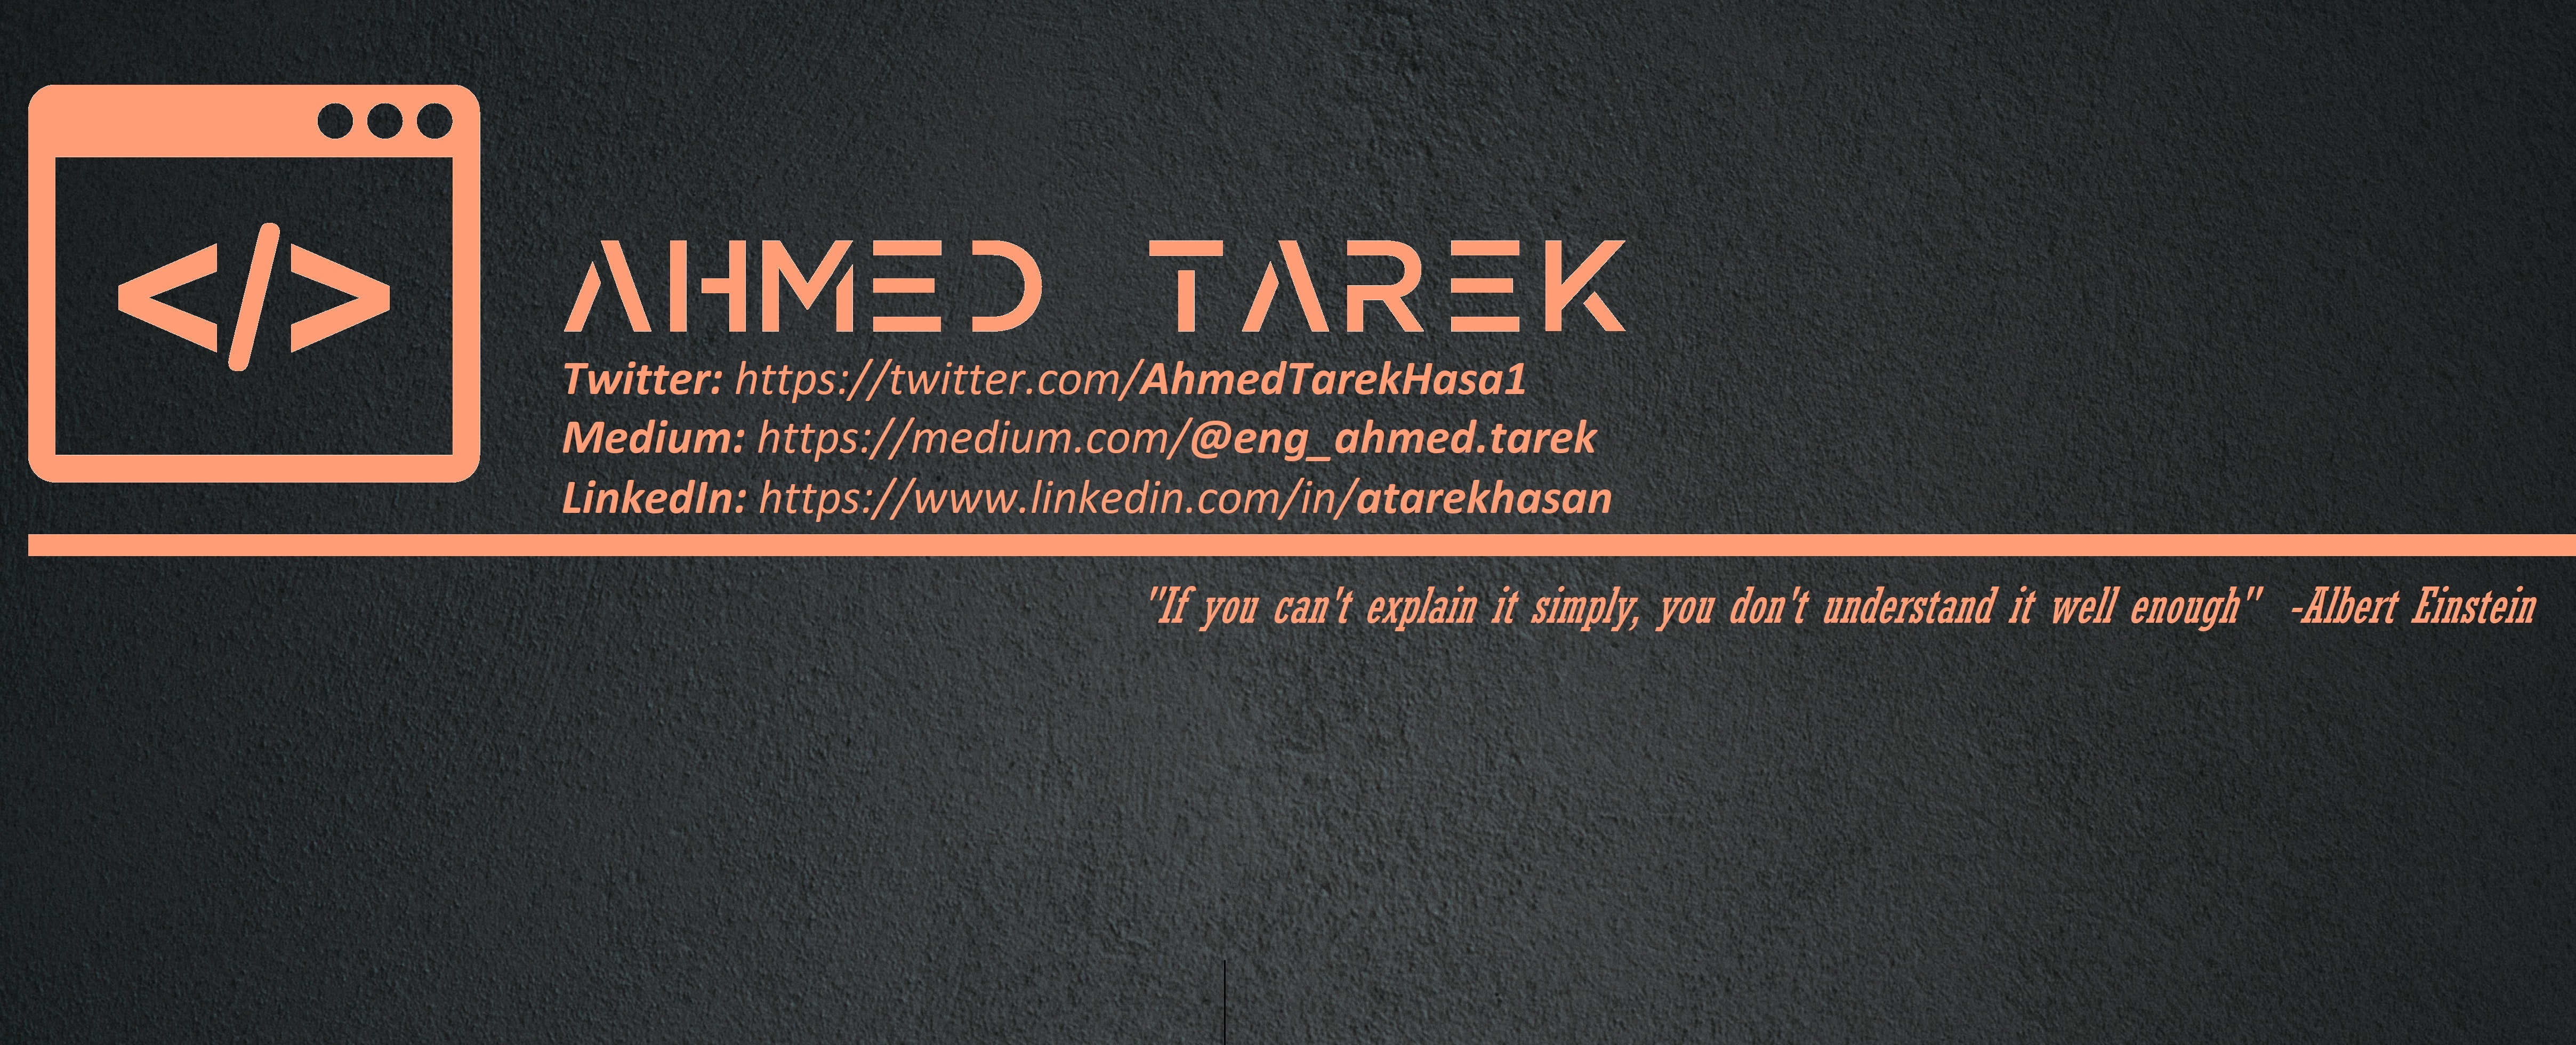 </>
AHMED TAREK
Twitter: https://twitter.com/AhmedTarekHasa1
Medium: https://medium.com/@eng_ahmed.tarek
LinkedIn: https://www.linkedin.com/in/atarekhasan
"If you can't explain it simply, you don't understand it well enough" -Albert Einstein